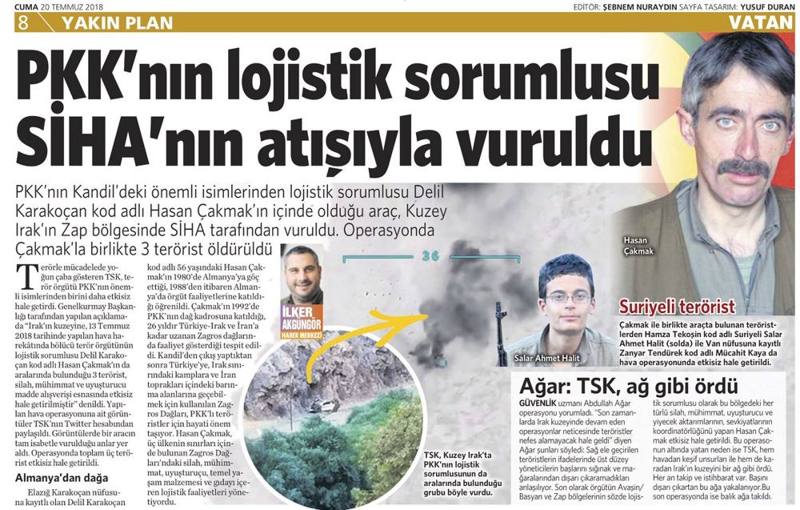 CUMA 20 TEMMUZ 2018
EDİTÖR: ŞEBNEM NURAYDIN SAYFA TASARIM: YUSUF DURAN
8 YAKIN PLAN
VATAN
PKK'nın lojistik sorumlusu
SİHA'nın atışıyla vuruldu
PKK'nın Kandil'deki önemli isimlerinden lojistik sorumlusu Delil
Karakoçan kod adlı Hasan Çakmak'ın içinde olduğu araç, Kuzey
Irak'ın Zap bölgesinde SİHA tarafından vuruldu. Operasyonda
Çakmak'la birlikte 3 terörist öldürüldü
Terörle mücadelede yo-
ğun çaba gösteren TSK, te-
rör örgütü PKK'nın önem-
li isimlerinden birini daha etkisiz
hale getirdi. Genelkurmay Başkan-
lığı tarafından yapılan açıklama-
da "Irak'ın kuzeyine, 13 Temmuz
2018 tarihinde yapılan hava ha-
rekâtında bölücü terör örgütünün
lojistik sorumlusu Delil Karako-
çan kod adlı Hasan Çakmak'ın da
aralarında bulunduğu 3 terörist,
silah, mühimmat ve uyuşturucu
madde alışverişi esnasında etkisiz
hale getirilmiştir" denildi. Yapı-
lan hava operasyonuna ait görün-
tüler TSK'nın Twitter hesabından
paylaşıldı. Görüntülerde bir aracın
tam isabetle vurulduğu anlar yer
aldı. Operasyonda toplam üç terö-
rist etkisiz hale getirildi.
Almanya'dan dağa
Elazığ Karakoçan nüfusu-
na kayıtlı olan Delil Karakoçan
kod adlı 56 yaşındaki Hasan Çak-
mak'ın 1980'de Almanya'ya göç
ettiği, 1988'den itibaren Alman-
ya'da örgüt faaliyetlerine katıldı-
ğı öğrenildi. Çakmak'ın 1992'de
PKK'nın dağ kadrosuna katıldığı,
26 yıldır Türkiye-Irak ve İran'a
kadar uzanan Zagros dağların-
da faaliyet gösterdiği tespit edil-
di. Kandil'den çıkış yaptıktan
sonra Türkiye'ye, Irak sını-
rındaki kamplara ve İran
toprakları içindeki barın-
ma alanlarına geçebil-
mek için kullanılan Zag-
ros Dağları, PKK'lı terö-
ristler için hayati önem
taşıyor. Hasan Çakmak,
üç ülkenin sınırları için-
de bulunan Zagros Dağ-
ları'ndaki silah, mühim-
mat, uyuşturucu, temel ya-
şam malzemesi ve gıdayı içe-
ren lojistik faaliyetleri yöne-
tiyordu.
İLKER
AKGÜNGÖR
HABER MERKEZİ
36
TSK, Kuzey Irak'ta
PKK'nın lojistik
sorumlusunun da
aralarında bulunduğu
grubu böyle vurdu.
Salar Ahmet Halit
Hasan
Çakmak
Suriyeli terörist
Çakmak ile birlikte araçta bulunan terörist-
lerden Hamza Tekoşin kod adlı Suriyeli Salar
Ahmet Halit (solda) ile Van nüfusuna kayıtlı
Zanyar Tendürek kod adlı Mücahit Kaya da
hava operasyonunda etkisiz hale getirildi.
Ağar: TSK, ağ gibi ördü
GÜVENLİK uzmanı Abdullah Ağar
operasyonu yorumladı. "Son zaman-
larda Irak kuzeyinde devam eden
operasyonlar neticesinde teröristler
nefes alamayacak hale geldi" diyen
Ağar şunları söyledi: Sağ ele geçirilen
teröristlerin ifadelerinde üst düzey
yöneticilerin başlarını sığınak ve ma-
ğaralarından dışı çıkaramadıkları
anlaşılıyor. Son olarak örgütün Avaşin/
Basyan ve Zap bölgelerinin sözde lojis-
tik sorumlusu olarak bu bölgedeki her
türlü silah, mühimmat, uyuşturucu ve
yiyecek aktarımlarının, sevkiyatlarının
koordinatörlüğünü yapan Hasan Çak-
mak etkisiz hale getirildi. Bu operas-
yonun altında yatan neden ise TSK, hem
havadan keşif unsurları ile hem de ka-
radan Irak'ın kuzeyini bir ağ gibi ördü.
Her an takip ve istihbarat var. Başını
dışarı çıkartan bu ağa yakalanıyor. Bu
son operasyonda ise balık ağa takıldı.